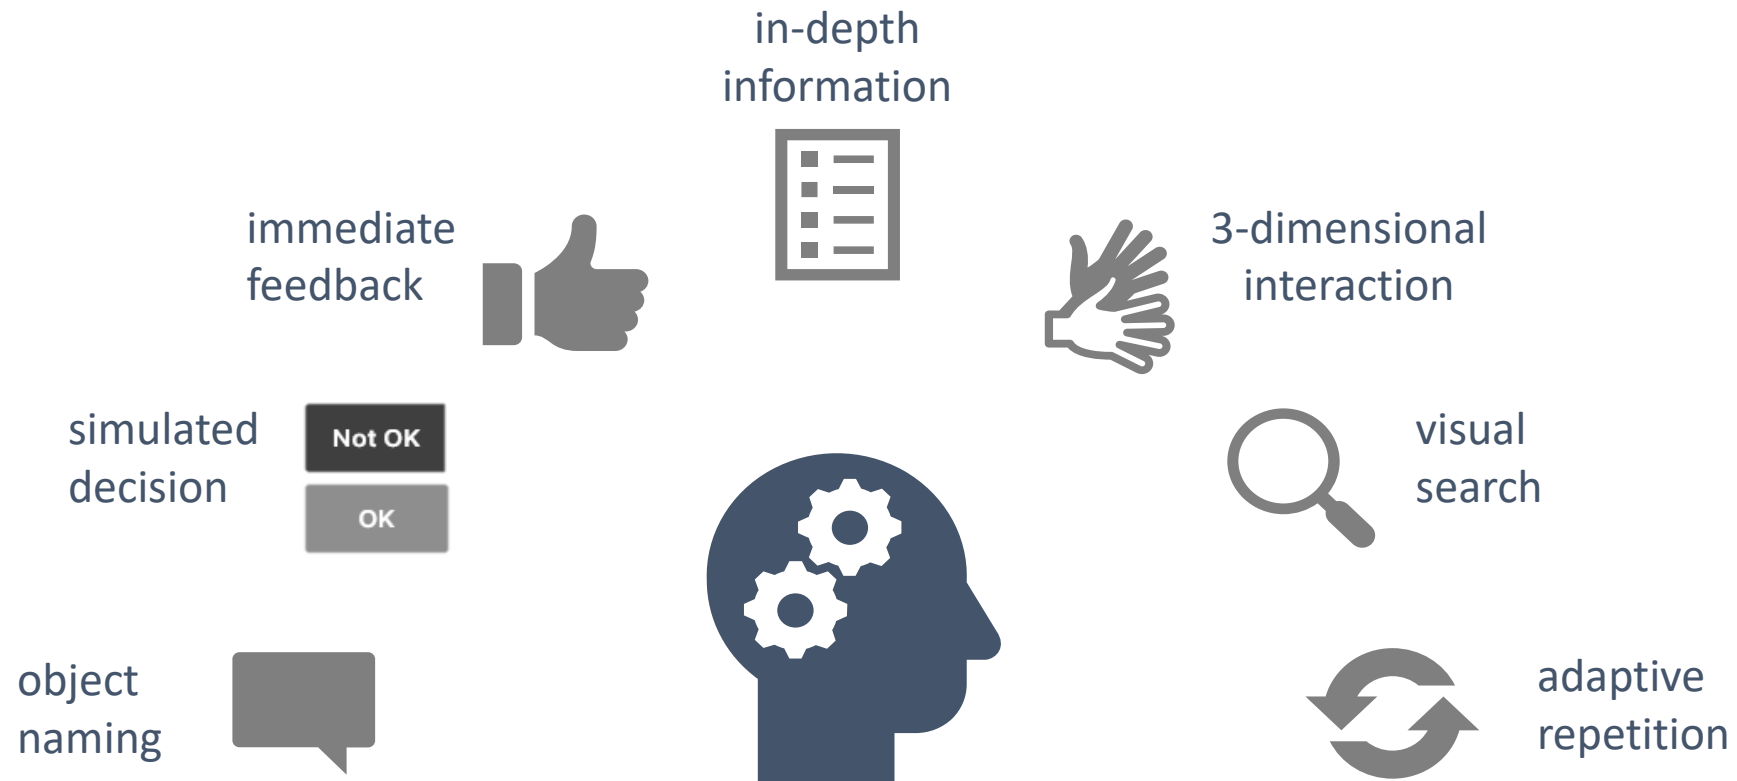 in-depth
information
immediate
feedback
3-dimensional
interaction
simulated
decision
Not OK
OK
visual
search
object
naming
adaptive
repetition